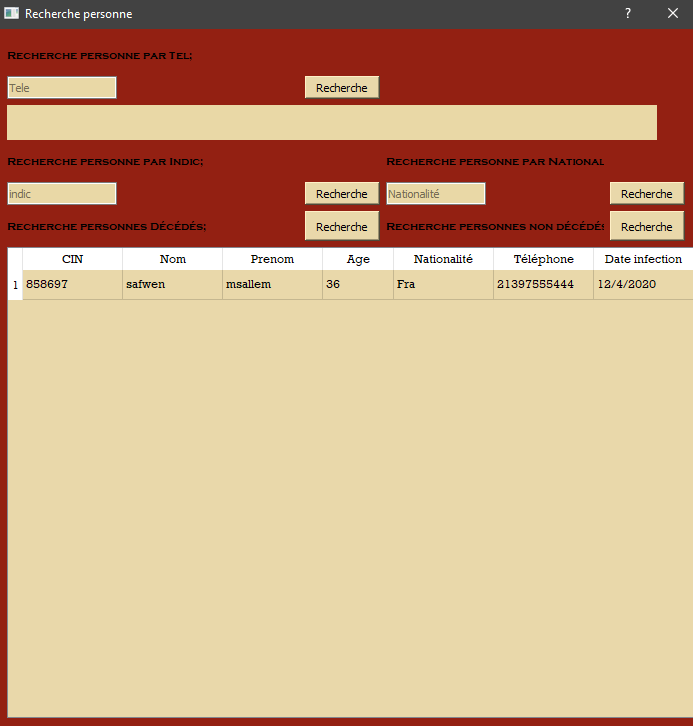 Recherche personne ?
Recherche personne par Tel;
Tele Recherche
Recherche personne par Indic; Recherche personne par National
indic Recherche Nationalité Recherche
Recherche personnes Décédés; Recherche Recherche personnes non décédés Recherche
CIN Nom Prenom Age Nationalité Téléphone Date infection
1 858697 safwen msallem 36 Fra 21397555444 12/4/2020